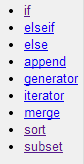 if
elseif
else
append
generator
iterator
merge
sort
subset